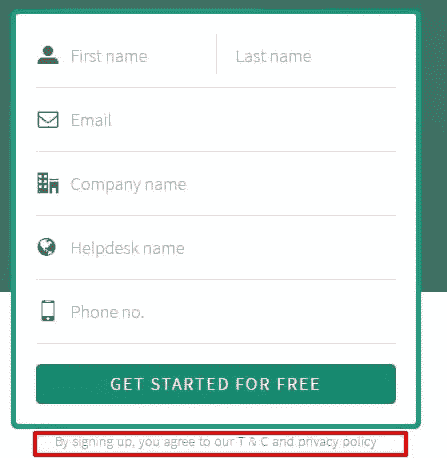 First name Last name
Email
Company name
Helpdesk name
Phone no.
GET STARTED FOR FREE
By signing up, you agree to our T & C and privacy policy